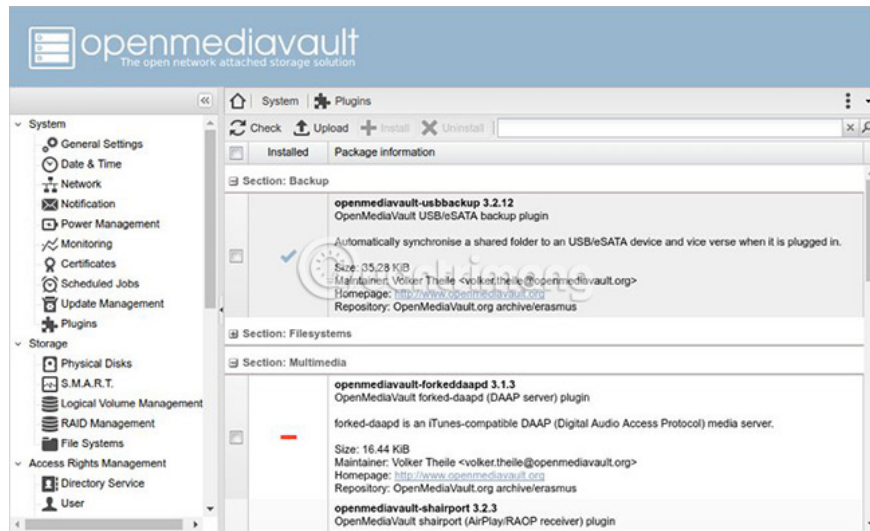 openmediavault
The open network attached storage solution
System
General Settings
Date & Time
Network
Notification
Power Management
Monitoring
Certificates
Scheduled Jobs
Update Management
Plugins
Storage
Physical Disks
S.M.A.R.T.
Logical Volume Management
RAID Management
File Systems
Access Rights Management
Directory Service
User
System | Plugins
Check Upload Install Uninstall
Installed Package information
Section: Backup
openmediavault-usbbackup 3.2.12
OpenMediaVault USB/eSATA backup plugin
Automatically synchronise a shared folder to an USB/eSATA device and vice verse when it is plugged in.
Size: 35.28 KiB
Maintainer: Volker Theile <volker.theile@openmediavault.org>
Homepage: http://www.openmediavault.org
Repository: OpenMediaVault.org archive/erasmus
quantrimang
Section: Filesystems
Section: Multimedia
openmediavault-forkeddaapd 3.1.3
OpenMediaVault forked-daapd (DAAP server) plugin
forked-daapd is an iTunes-compatible DAAP (Digital Audio Access Protocol) media server.
Size: 16.44 KiB
Maintainer: Volker Theile <volker.theile@openmediavault.org>
Homepage: http://www.openmediavault.org
Repository: OpenMediaVault.org archive/erasmus
openmediavault-shairport 3.2.3
OpenMediaVault shairport (AirPlay/RAOP receiver) plugin